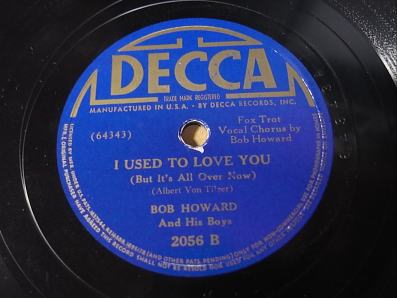 DECCA
TRADE MARK REGISTERED
MANUFACTURED IN U.S.A. - BY DECCA RECORDS, INC.
(64343)
Fox Trot
Vocal Chorus by
Bob Howard
I USED TO LOVE YOU
(But It's All Over Now)
(Albert Von Tilzer)
BOB HOWARD
And His Boys
2056 B